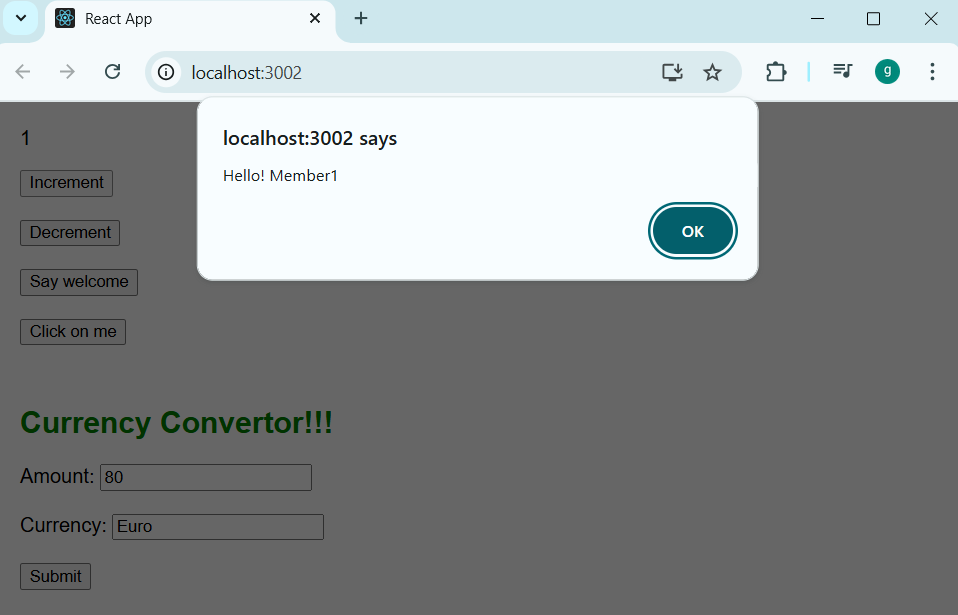 React App
localhost:3002
g
localhost:3002 says
Hello! Member1
OK
1
Increment
Decrement
Say welcome
Click on me
Currency Convertor!!!
Amount: 80
Currency: Euro
Submit